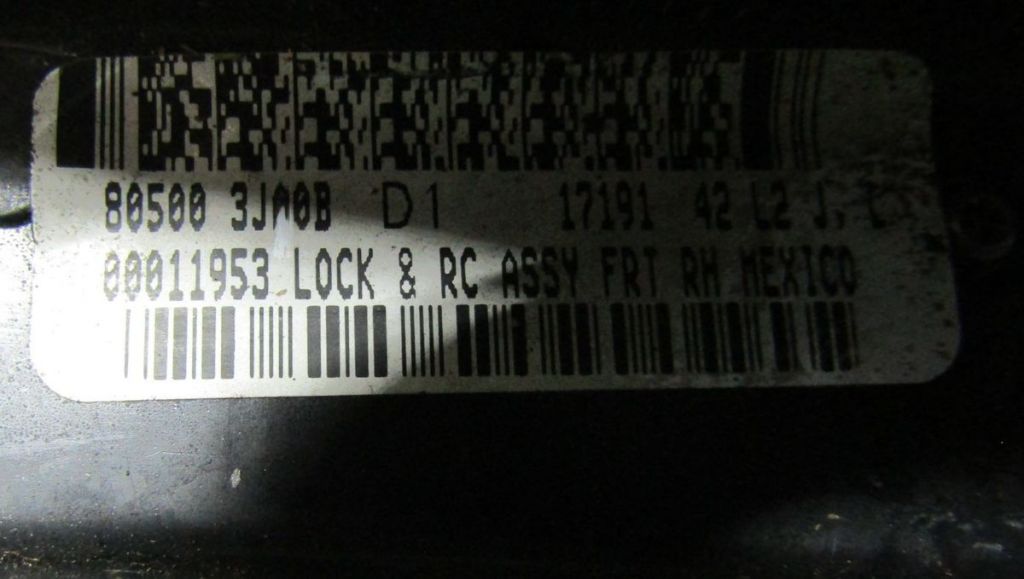 80500 3JA0B D1 17191 42 L2 J,
00011953 LOCK & RC ASSY FRT RH MEXICO